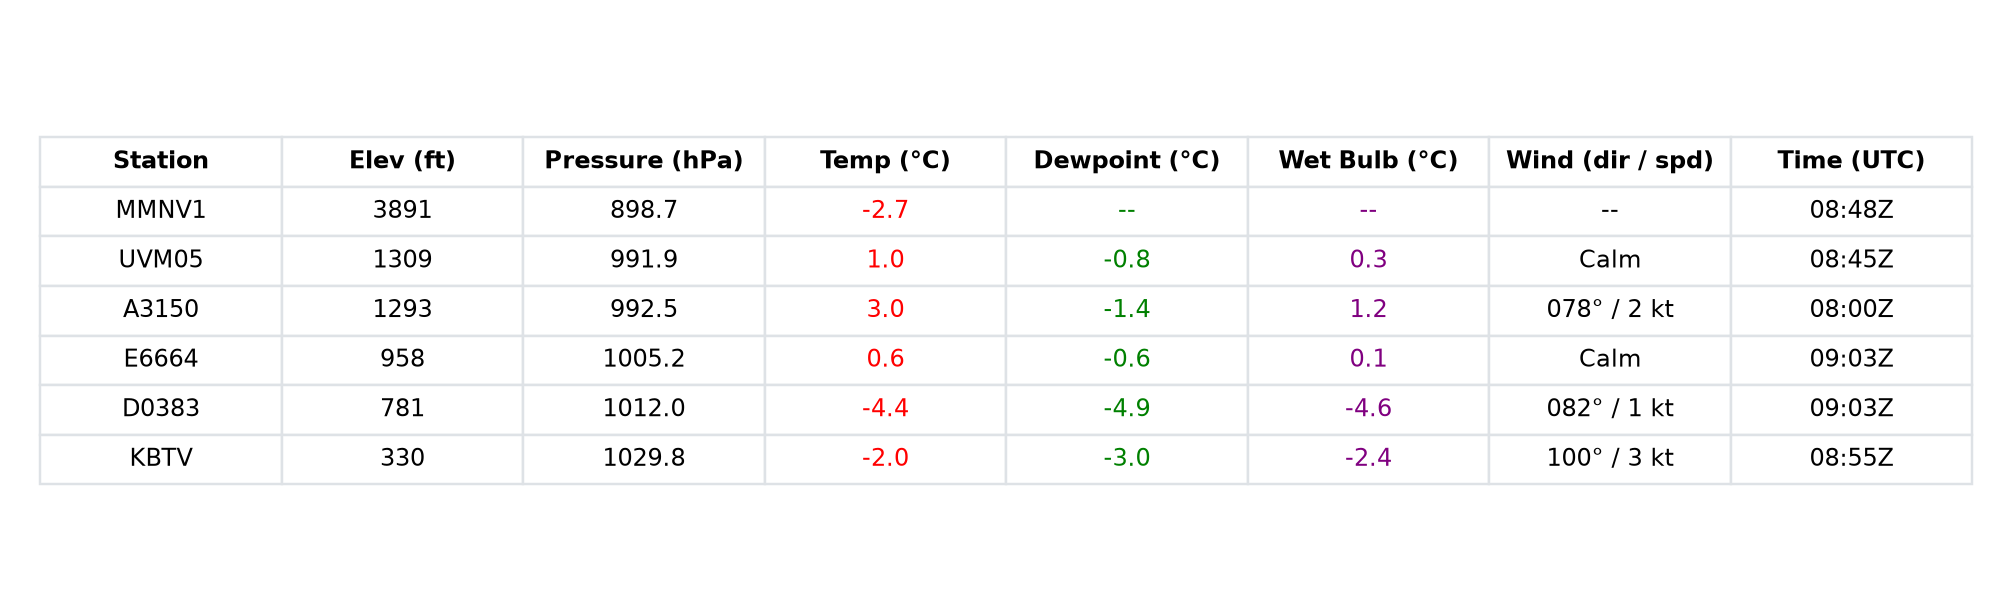 Station Elev (ft) Pressure (hPa) Temp (°C) Dewpoint (°C) Wet Bulb (°C) Wind (dir / spd) Time (UTC)
MMNV1 3891 898.7 -2.7 -- -- -- 08:48Z
UVM05 1309 991.9 1.0 -0.8 0.3 Calm 08:45Z
A3150 1293 992.5 3.0 -1.4 1.2 078° / 2 kt 08:00Z
E6664 958 1005.2 0.6 -0.6 0.1 Calm 09:03Z
D0383 781 1012.0 -4.4 -4.9 -4.6 082° / 1 kt 09:03Z
KBTV 330 1029.8 -2.0 -3.0 -2.4 100° / 3 kt 08:55Z